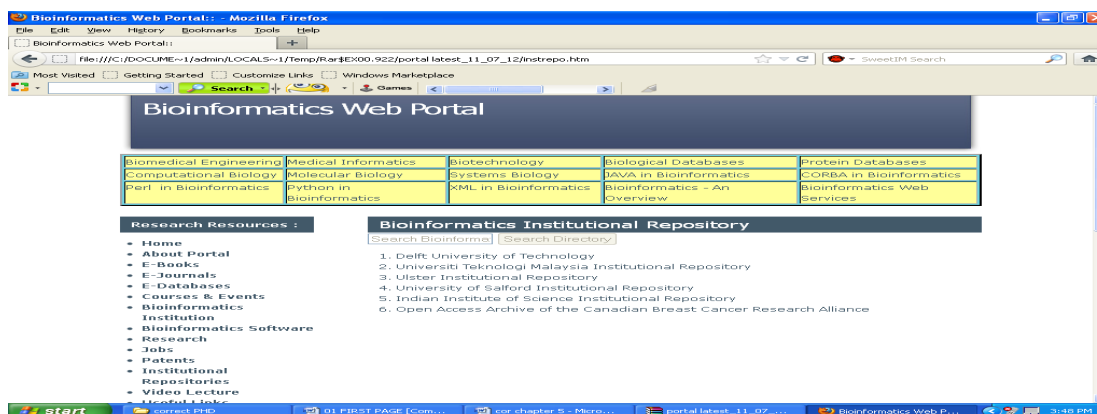 Bioinformatics Web Portal:: - Mozilla Firefox
File Edit View History Bookmarks Tools Help
Bioinformatics Web Portal:: +
file:///C:/DOCUME~1/admin/LOCALS~1/Temp/Rar$EX00.922/portal latest_11_07_12/instrepo.htm SweetIM Search
Most Visited Getting Started Customize Links Windows Marketplace
Search Games
Bioinformatics Web Portal
Biomedical Engineering Medical Informatics Biotechnology Biological Databases Protein Databases
Computational Biology Molecular Biology Systems Biology JAVA in Bioinformatics CORBA in Bioinformatics
Perl in Bioinformatics Python in Bioinformatics XML in Bioinformatics Bioinformatics - An Overview Bioinformatics Web Services
Research Resources :
• Home
• About Portal
• E-Books
• E-Journals
• E-Databases
• Courses & Events
• Bioinformatics
Institution
• Bioinformatics Software
• Research
• Jobs
• Patents
• Institutional
Repositories
• Video Lecture
• Useful Links
Bioinformatics Institutional Repository
Search Bioinforma Search Directory
1. Delft University of Technology
2. Universiti Teknologi Malaysia Institutional Repository
3. Ulster Institutional Repository
4. University of Salford Institutional Repository
5. Indian Institute of Science Institutional Repository
6. Open Access Archive of the Canadian Breast Cancer Research Alliance
start correct PHD 01 FIRST PAGE [Com... cor chapter 5 - Micro... portal latest_11_07_... Bioinformatics Web P... 3:48 PM